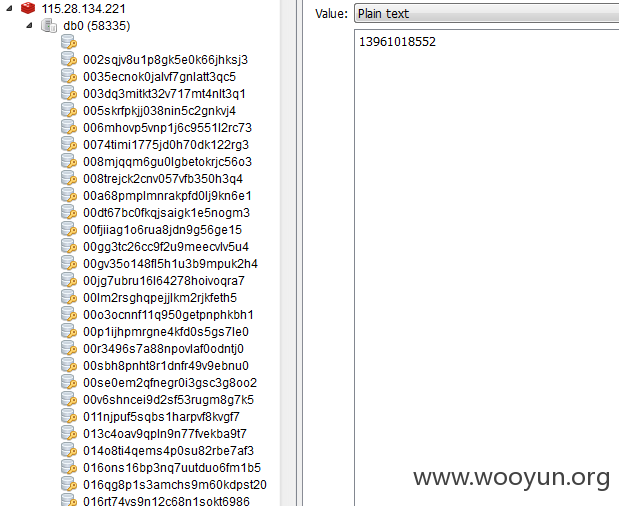 115.28.134.221
db0 (58335)
002sqjv8u1p8gk5e0k66jhksj3
0035ecnok0jalvf7gnlatt3qc5
003dq3mitkt32v717mt4nlt3q1
005skrfpkjj038nin5c2gnkvj4
006mhovp5vnp1j6c9551l2rc73
0074timi1775jd0h70dk122rg3
008mjqqm6gu0lgbetokrjc56o3
008trejck2cnv057vfb350h3q4
00a68pmplmnrakpfd0lj9kn6e1
00dt67bc0fkqjsaigk1e5nogm3
00fjiiag1o6rua8jdn9g56ge15
00gg3tc26cc9f2u9meecvlv5u4
00gv35o148fl5h1u3b9mpuk2h4
00jg7ubru16l64278hoivoqra7
00lm2rsghqpejjlkm2rjkfeth5
00o3ocnnf11q950getpnphkbh1
00p1ijhpmrgne4kfd0s5gs7le0
00r3496s7a88npovlaf0odntj0
00sbh8pnht8r1dnfr49v9ebnu0
00se0em2qfnegr0i3gsc3g8oo2
00v6shncei9d2sf53rugm8g7k5
011njpuf5sqbs1harpvf8kvgf7
013c4oav9qpln9n77fvekba9t7
014o8ti4qems4p0su82rbe7af3
016ons16bp3nq7uutduo6fm1b5
016qg8p1s3amchs9m60kdpst20
016rt74vs9n12c68n1sokt6986
Value: Plain text
13961018552
www.wooyun.org